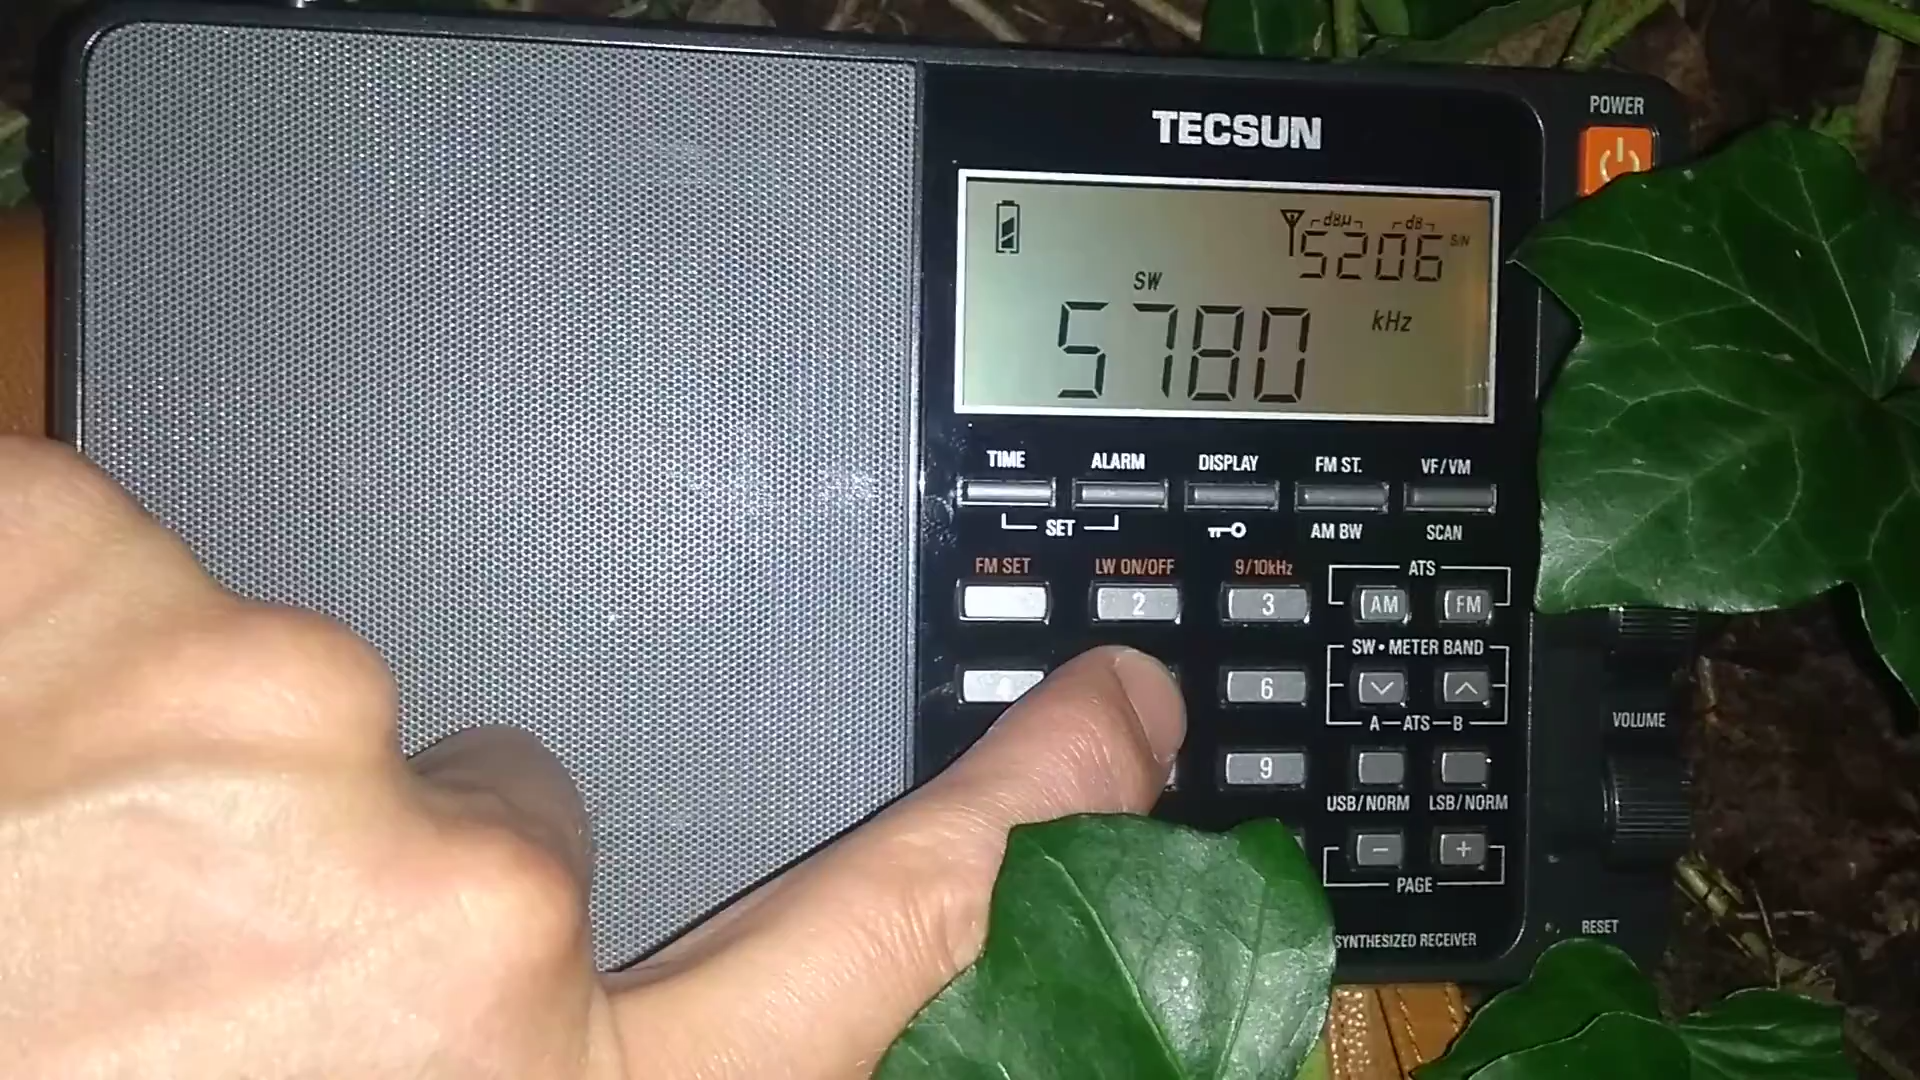 POWER
TECSUN
dBµ dB
5206 S/N
SW
5780 kHz
TIME ALARM DISPLAY FM ST. VF/VM
SET AM BW SCAN
FM SET LW ON/OFF 9/10kHz ATS
2 3 AM FM
SW•METER BAND
4 6
A—ATS—B
VOLUME
9
USB/NORM LSB/NORM
- +
PAGE
RESET
SYNTHESIZED RECEIVER